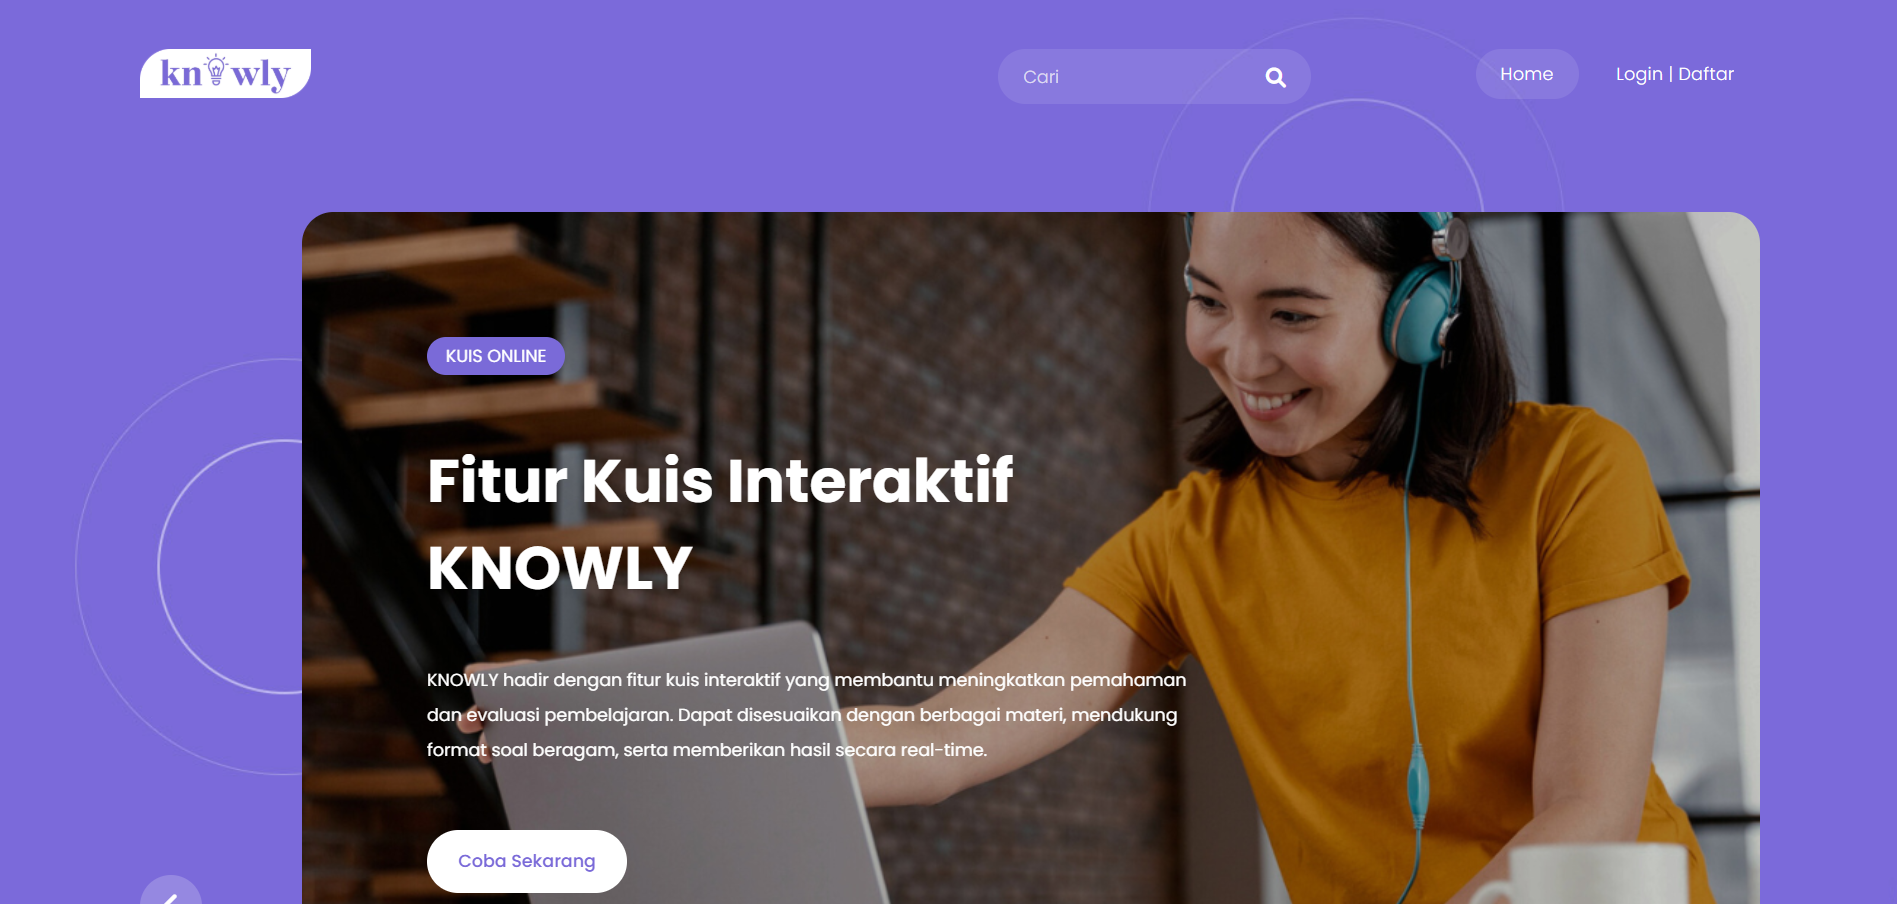 knowly
Cari
Home
Login | Daftar
KUIS ONLINE
Fitur Kuis Interaktif
KNOWLY
KNOWLY hadir dengan fitur kuis interaktif yang membantu meningkatkan pemahaman
dan evaluasi pembelajaran. Dapat disesuaikan dengan berbagai materi, mendukung
format soal beragam, serta memberikan hasil secara real-time.
Coba Sekarang